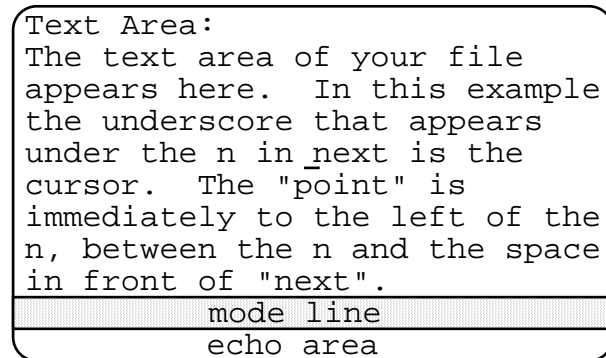 Text Area:
The text area of your file
appears here.  In this example
the underscore that appears
under the n in next is the
cursor.  The "point" is
immediately to the left of the
n, between the n and the space
in front of "next".
mode line
echo area